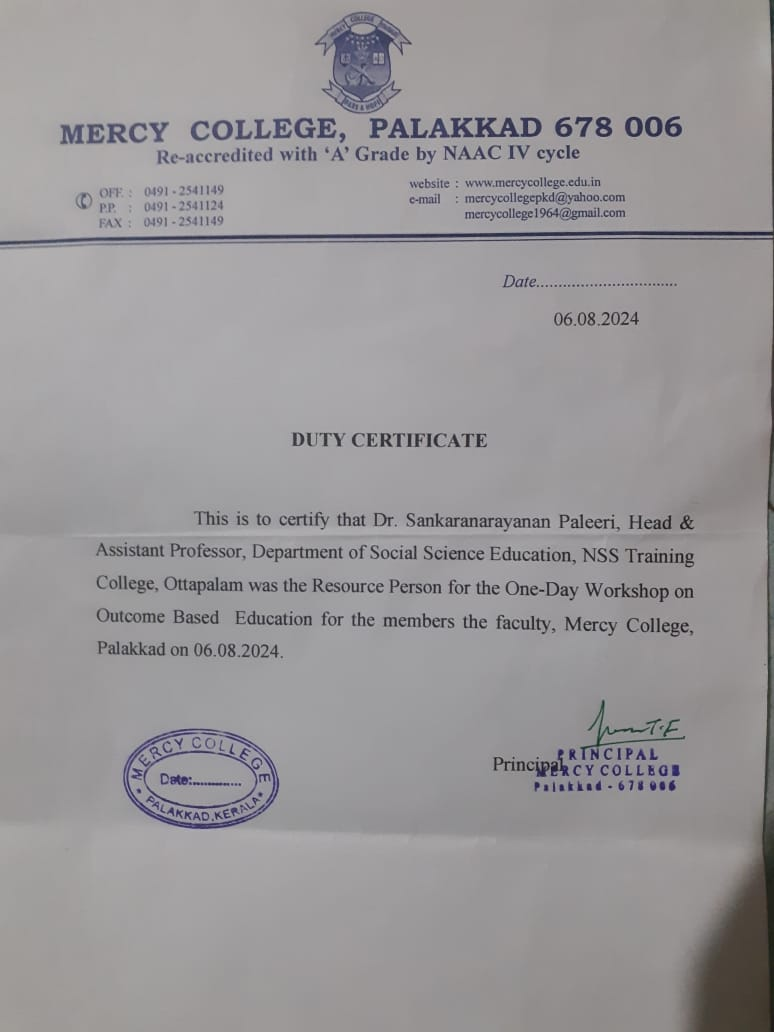 MERCY COLLEGE PALAKKAD
DARE & HOPE
MERCY COLLEGE, PALAKKAD 678 006
Re-accredited with ‘A’ Grade by NAAC IV cycle
OFF. : 0491 - 2541149
P.P. : 0491 - 2541124
FAX : 0491 - 2541149
website : www.mercycollege.edu.in
e-mail : mercycollegepkd@yahoo.com
mercycollege1964@gmail.com
Date................................
06.08.2024
DUTY CERTIFICATE
This is to certify that Dr. Sankaranarayanan Paleeri, Head &
Assistant Professor, Department of Social Science Education, NSS Training
College, Ottapalam was the Resource Person for the One-Day Workshop on
Outcome Based Education for the members the faculty, Mercy College,
Palakkad on 06.08.2024.
MERCY COLLEGE
Date:..............
PALAKKAD, KERALA
Principal
PRINCIPAL
MERCY COLLEGE
Palakkad - 678 006